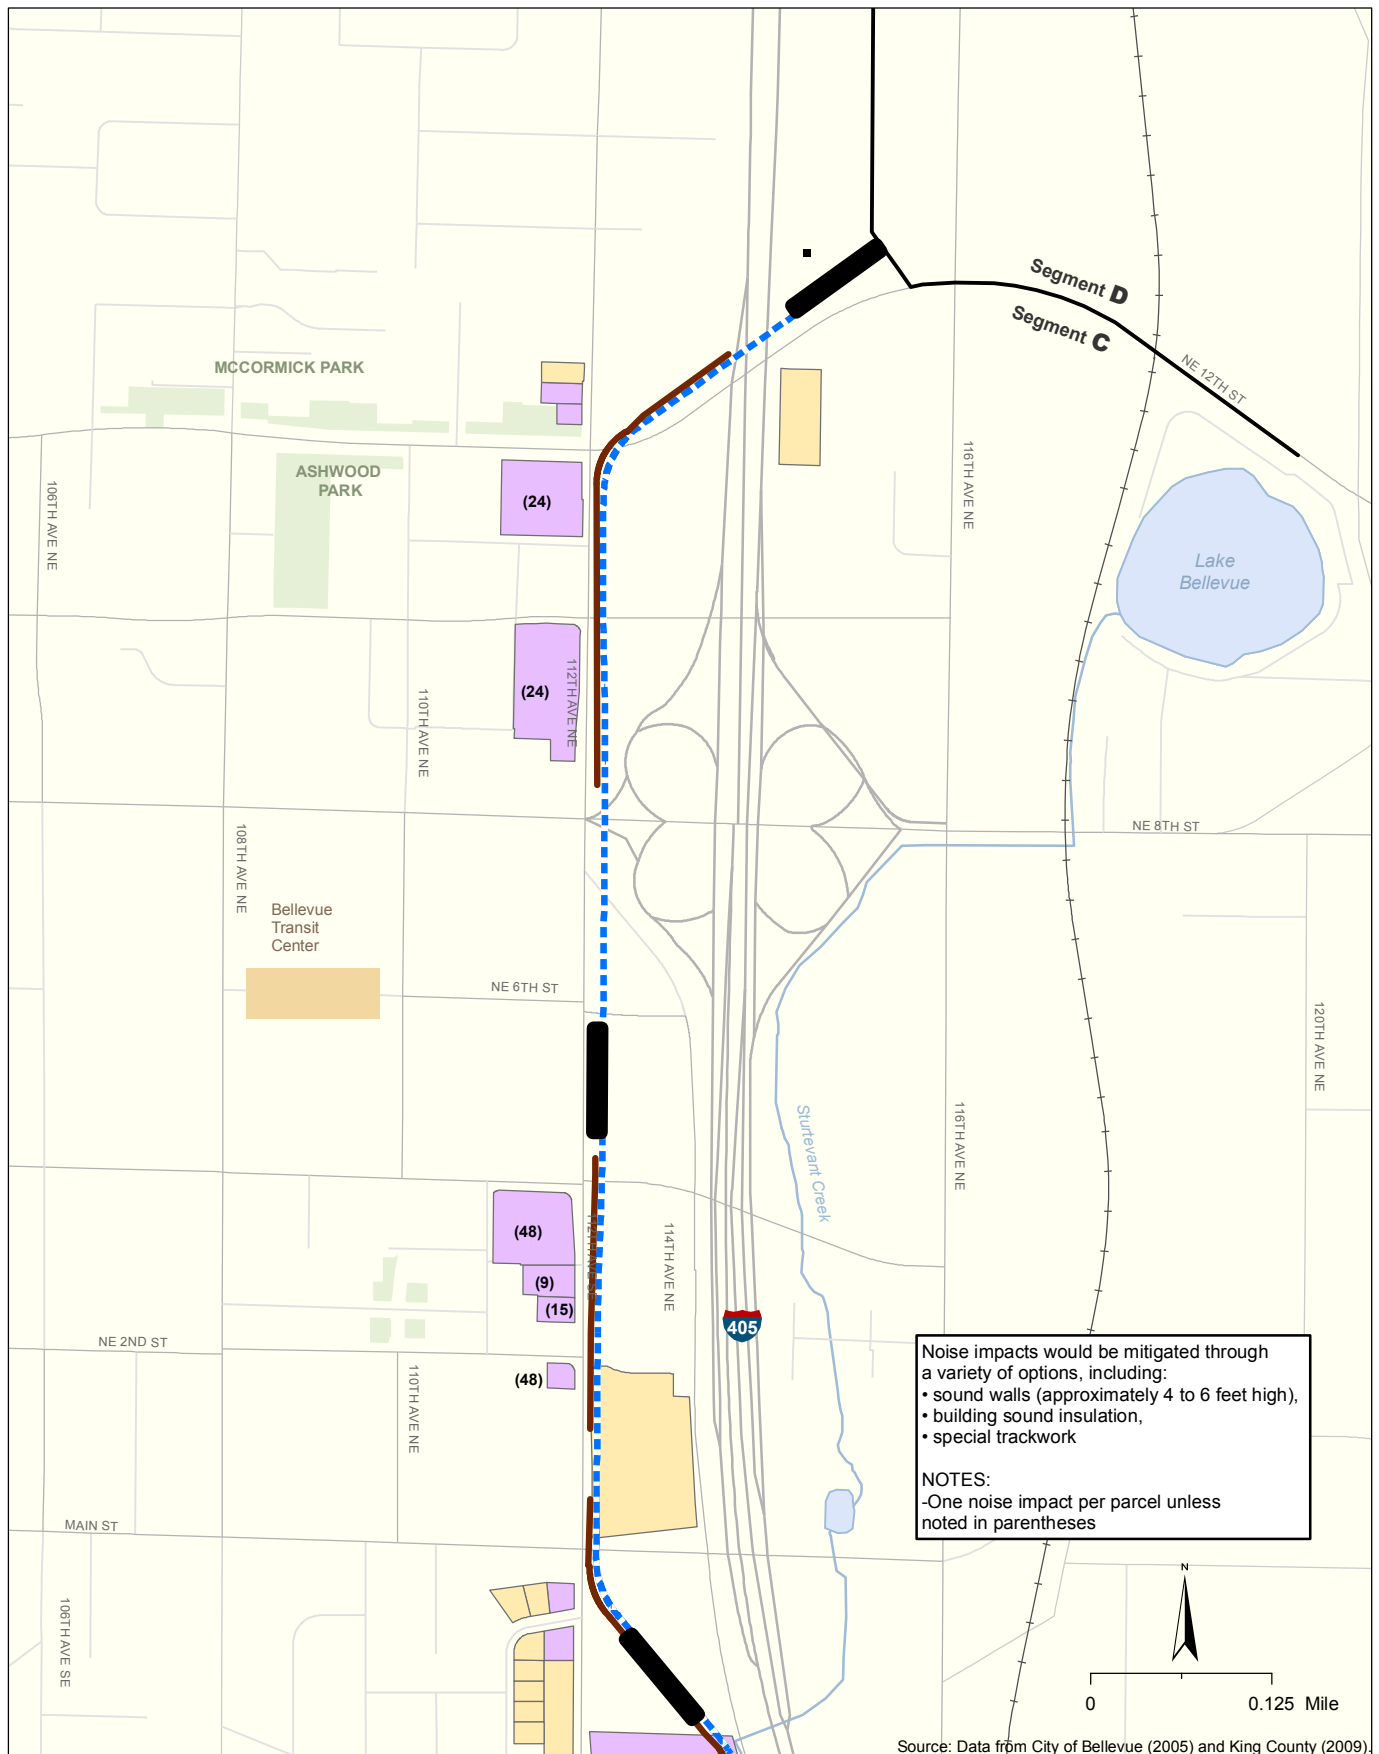 Segment D
Segment C
NE 12TH ST
MCCORMICK PARK
ASHWOOD
PARK
106TH AVE NE
(24)
116TH AVE NE
Lake
Bellevue
(24)
112TH AVE NE
110TH AVE NE
108TH AVE NE
NE 8TH ST
Bellevue
Transit
Center
NE 6TH ST
120TH AVE NE
Sturtevant Creek
116TH AVE NE
(48)
112TH AVE SE
114TH AVE NE
(9)
(15)
405
NE 2ND ST
(48)
110TH AVE NE
Noise impacts would be mitigated through
a variety of options, including:
• sound walls (approximately 4 to 6 feet high),
• building sound insulation,
• special trackwork
NOTES:
-One noise impact per parcel unless
noted in parentheses
MAIN ST
106TH AVE SE
N
0 0.125 Mile
Source: Data from City of Bellevue (2005) and King County (2009).